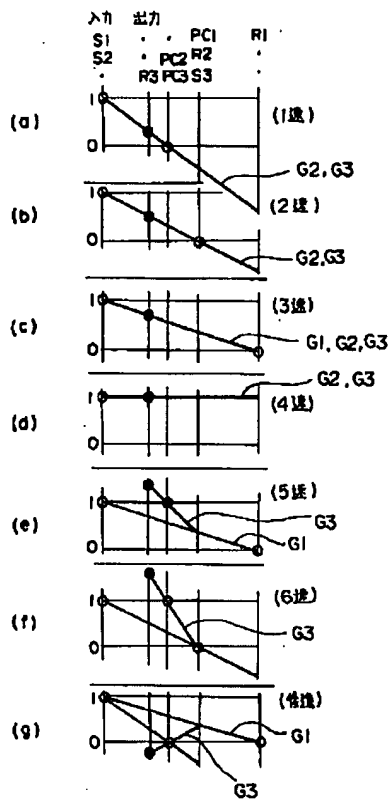 入力 出力
S1 · · PC1 R1
S2 · PC2 R2 ·
R3 PC3 S3
(a) 1 0 (1速) G2, G3
(b) 1 0 (2速) G2,G3
(c) 1 0 (3速) G1, G2, G3
(d) 1 0 (4速) G2, G3
(e) 1 0 (5速) G3 G1
(f) 1 0 (6速) G3
(g) 1 0 (後進) G1 G3